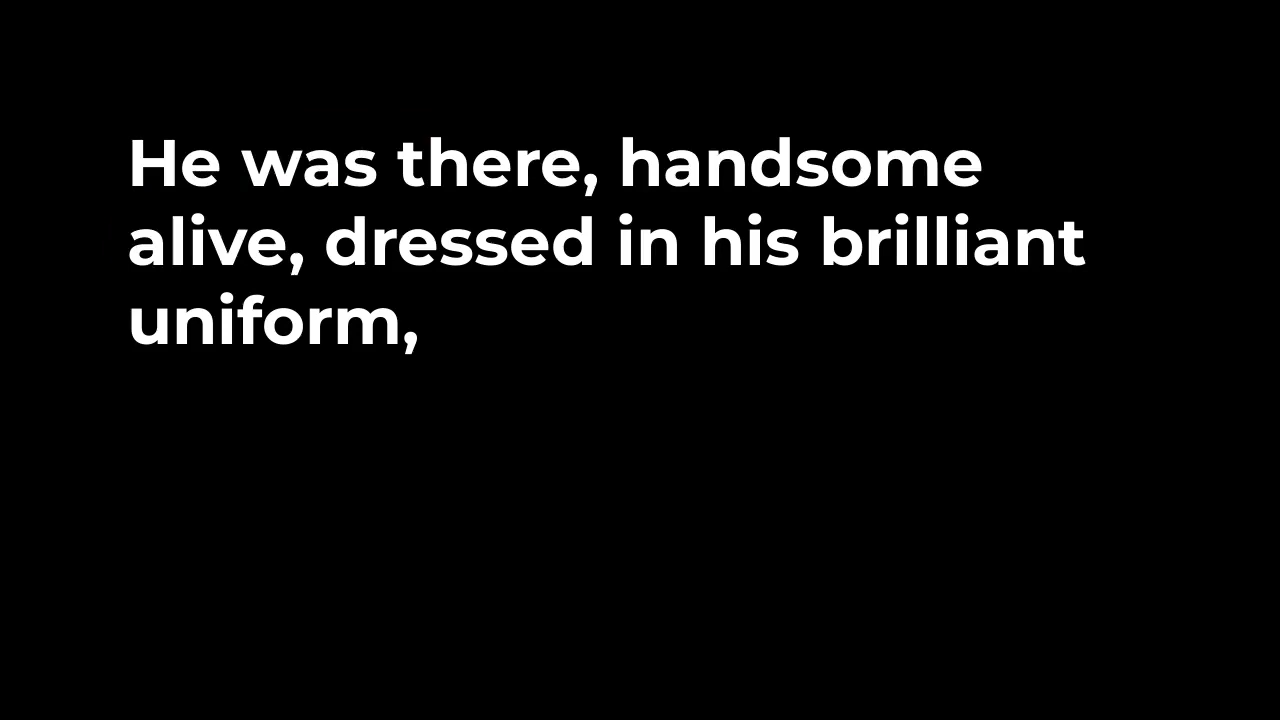 He was there, handsome
alive, dressed in his brilliant
uniform,